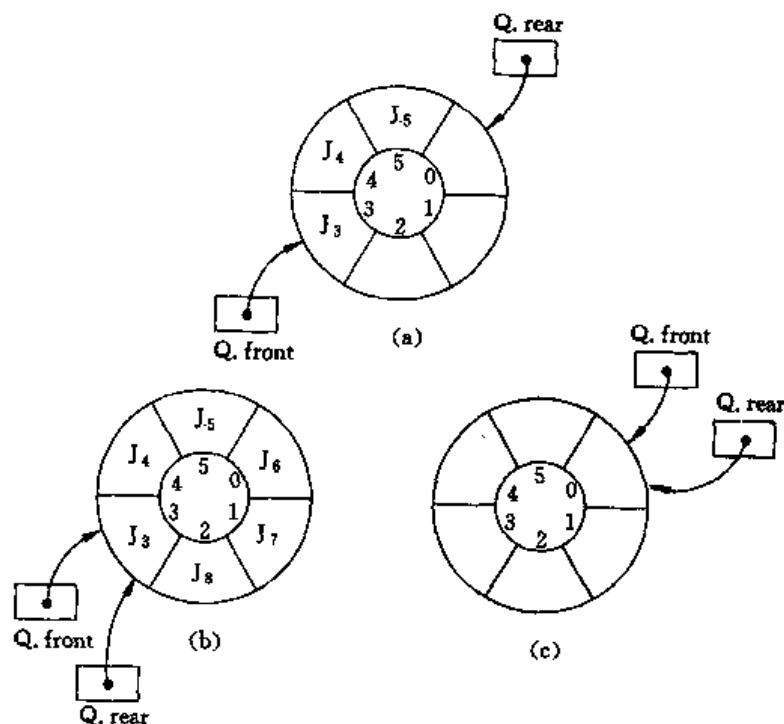 Q. rear
J₅
J₄
5
4
0
3
1
2
J₃
Q. front
(a)
Q. front
Q. rear
J₅
J₄
J₆
5
4
0
3
1
2
J₃
J₇
J₈
Q. front
(b)
Q. rear
5
4
0
3
1
2
(c)